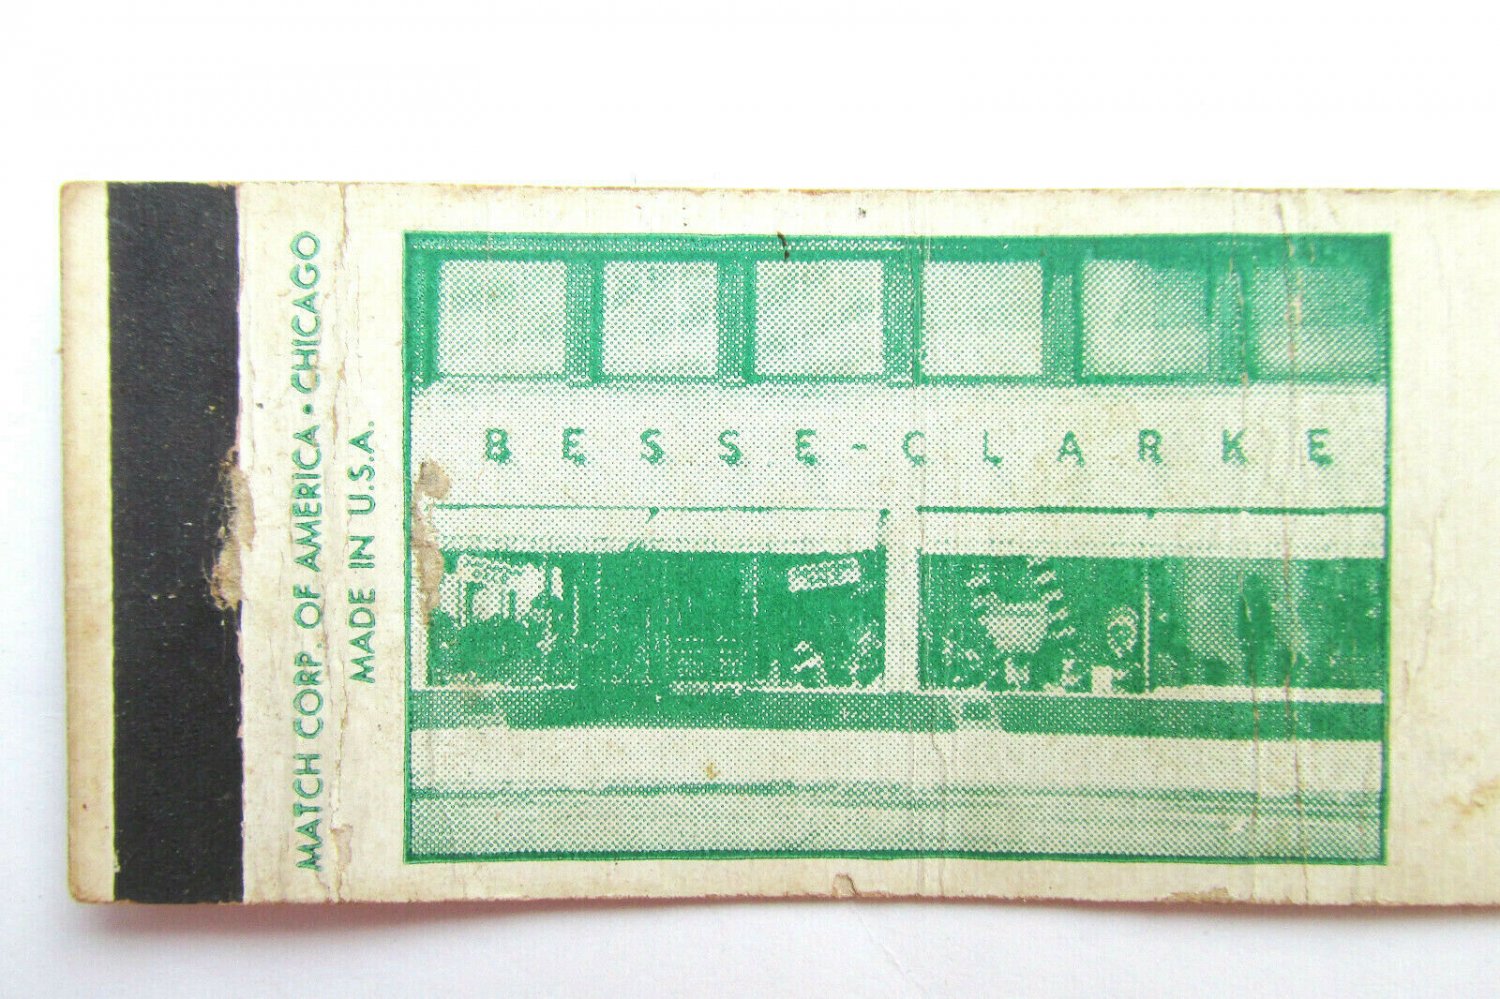 MATCH CORP. OF AMERICA • CHICAGO
MADE IN U.S.A.
BESSE-CLARKE